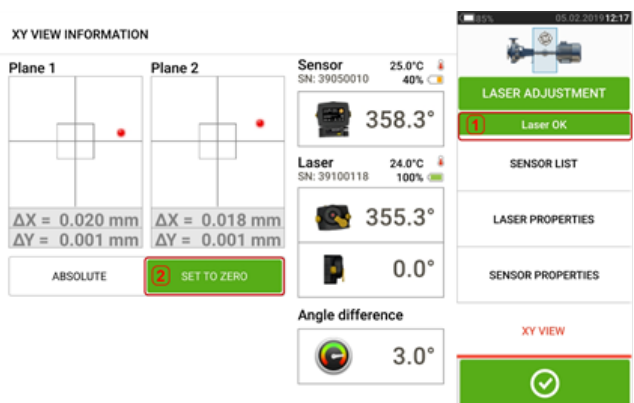 85% 05.02.2019 12:17
XY VIEW INFORMATION
Plane 1
Plane 2
ΔX = 0.020 mm
ΔY = 0.001 mm
ΔX = 0.018 mm
ΔY = 0.001 mm
ABSOLUTE
2 SET TO ZERO
Sensor 25.0°C
SN: 39050010 40%
358.3°
Laser 24.0°C
SN: 39100118 100%
355.3°
0.0°
Angle difference
3.0°
LASER ADJUSTMENT
1 Laser OK
SENSOR LIST
LASER PROPERTIES
SENSOR PROPERTIES
XY VIEW